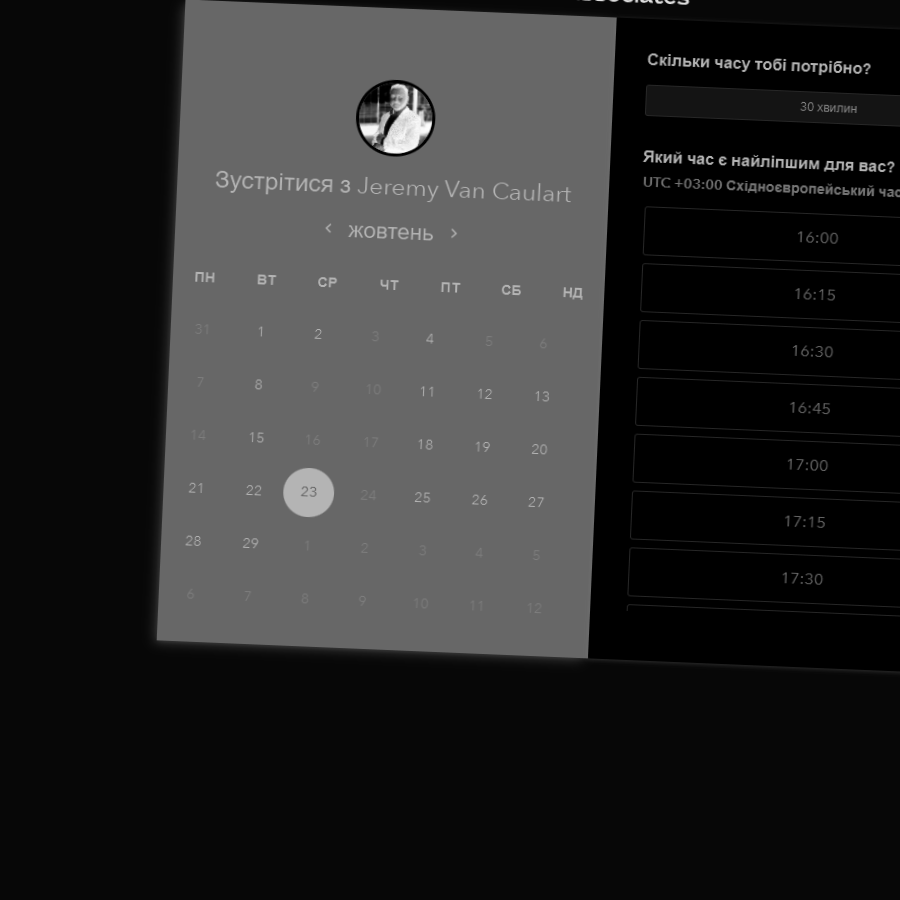 Зустрітися з Jeremy Van Caulart
жовтень
ПН ВТ СР ЧТ ПТ СБ НД
31 1 2 3 4 5 6
7 8 9 10 11 12 13
14 15 16 17 18 19 20
21 22 23 24 25 26 27
28 29 1 2 3 4 5
6 7 8 9 10 11 12
Скільки часу тобі потрібно?
30 хвилин
Який час є найліпшим для вас?
UTC +03:00 Східноєвропейський час
16:00
16:15
16:30
16:45
17:00
17:15
17:30